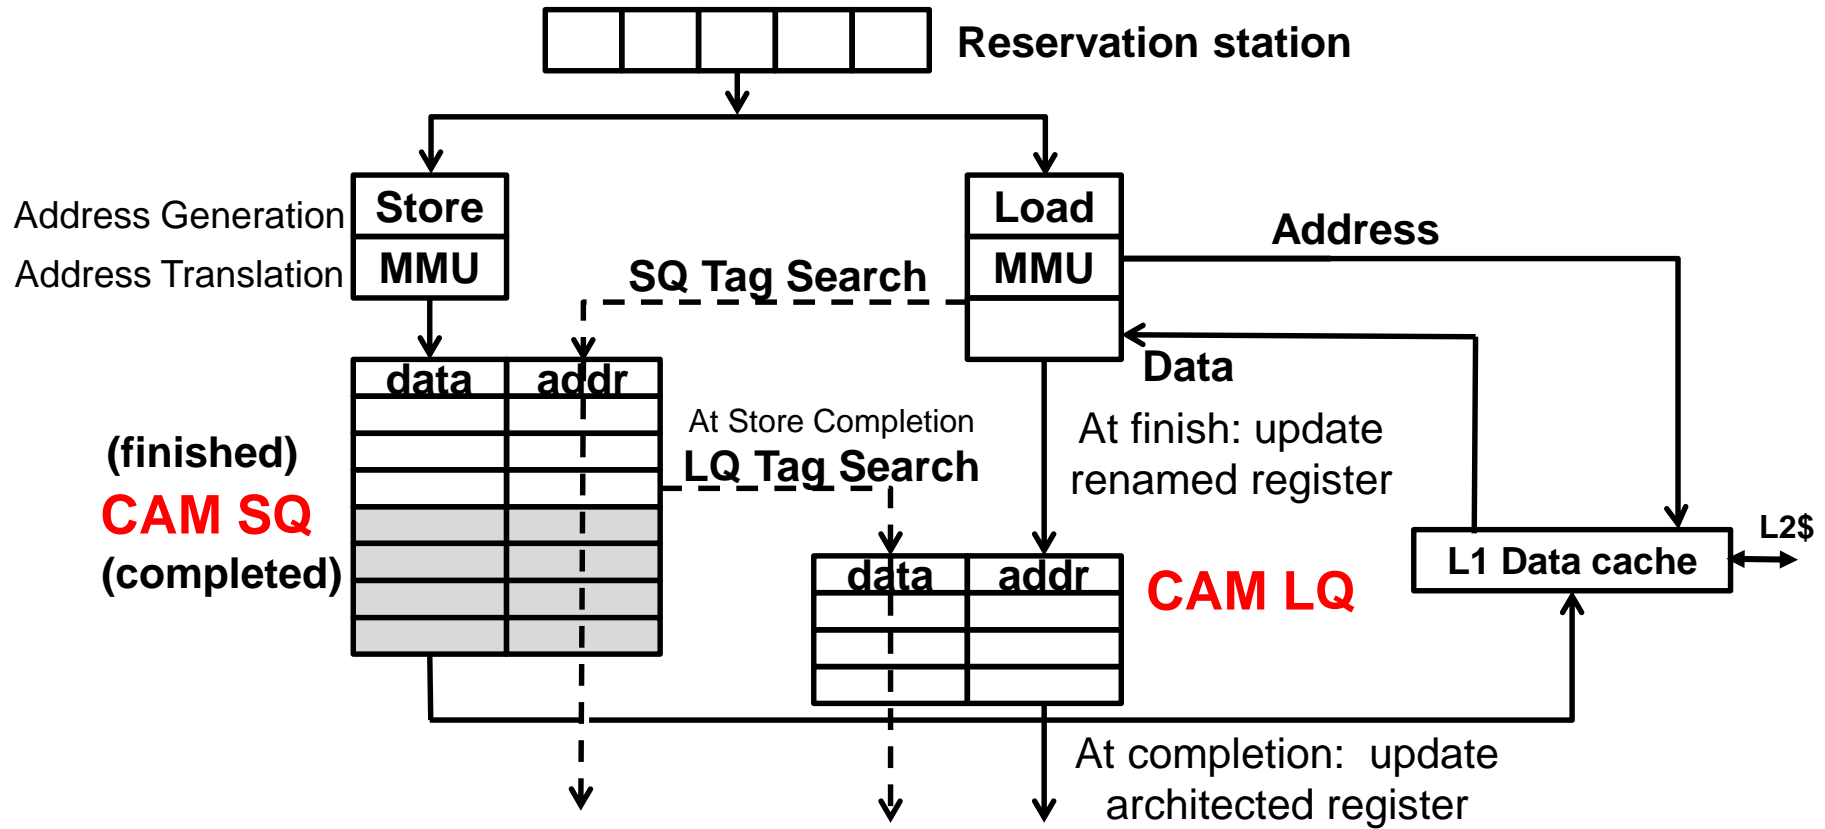 Reservation station
Store
Load
Address Generation
Address
MMU
MMU
Address Translation
SQ Tag Search
Data
data
addr
At Store Completion
LQ Tag Search
At finish: update
renamed register
(finished)
CAM SQ
(completed)
L2$
L1 Data cache
data
addr
CAM LQ
At completion: update
architected register